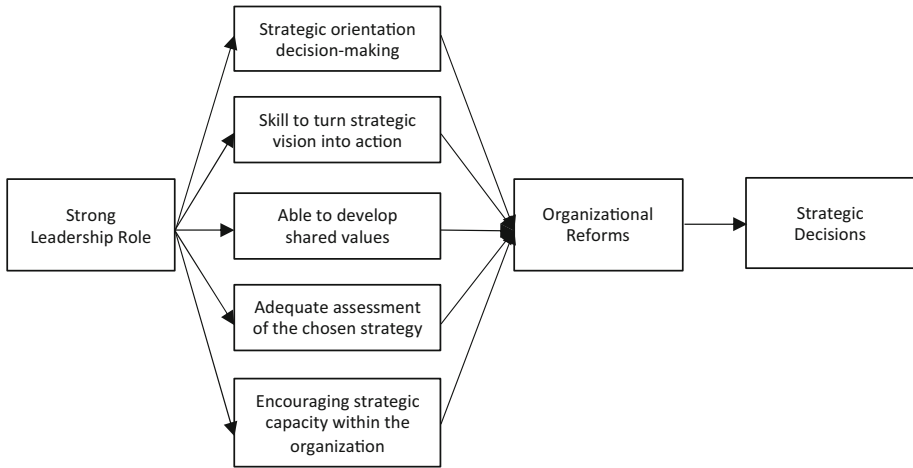 Strategic orientation
decision-making
Skill to turn strategic
vision into action
Strong
Leadership Role
Able to develop
shared values
Organizational
Reforms
Strategic
Decisions
Adequate assessment
of the chosen strategy
Encouraging strategic
capacity within the
organization